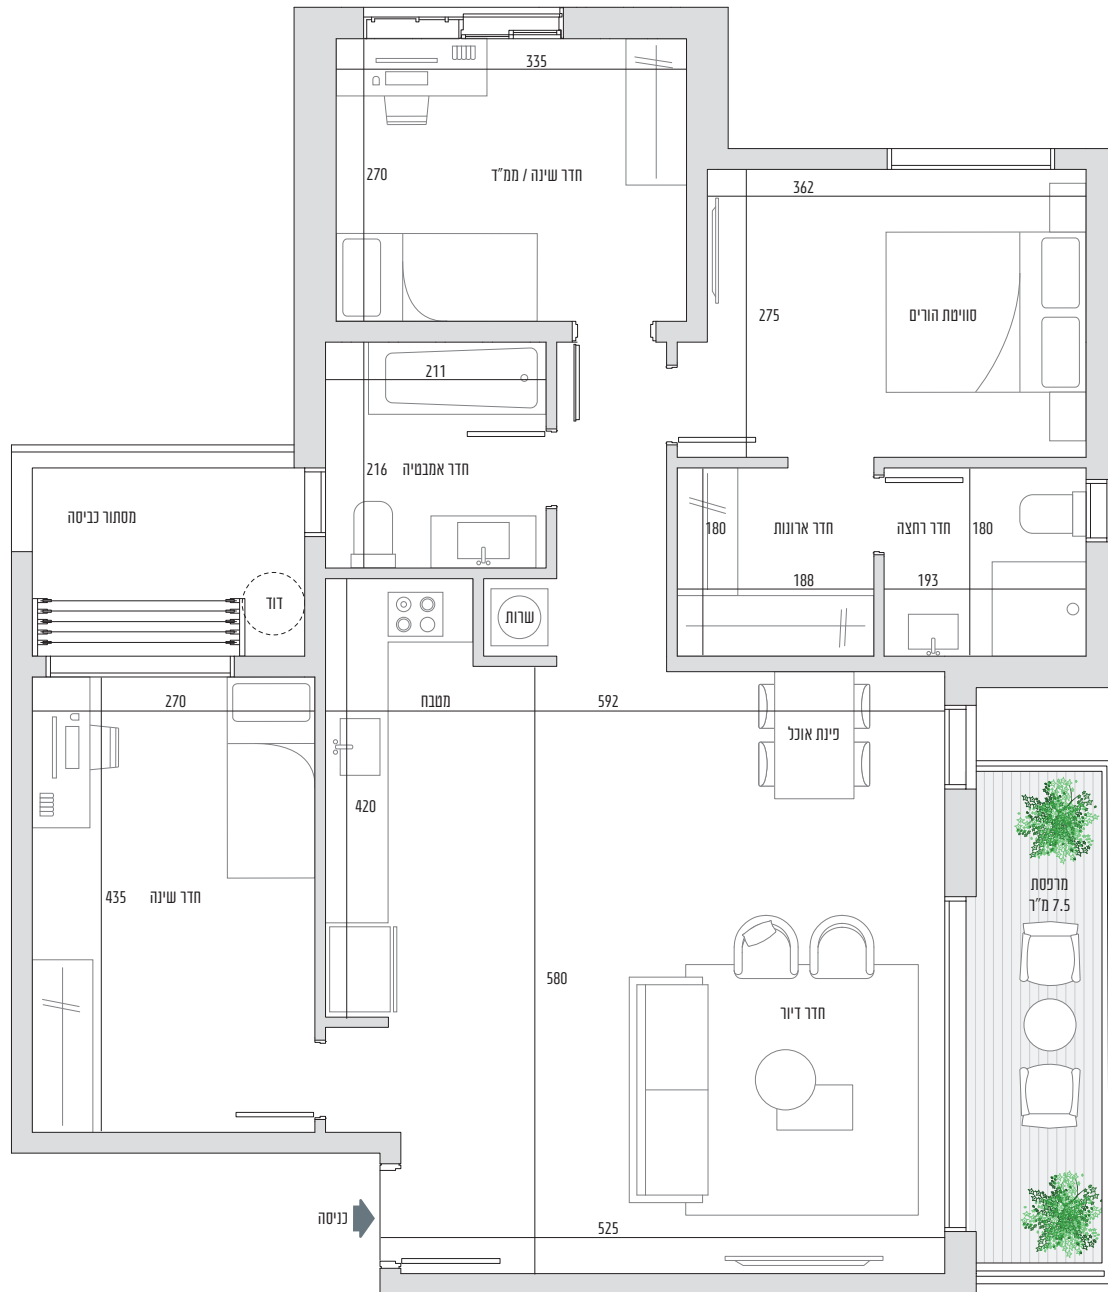 335
270
חדר שינה / ממ"ד
362
275
סוויטת הורים
211
216
חדר אמבטיה
מסתור כביסה
דוד
שרות
180
חדר ארונות
188
חדר רחצה
180
193
270
מטבח
592
פינת אוכל
420
435
חדר שינה
מרפסת
7.5 מ"ר
580
חדר דיור
כניסה
525